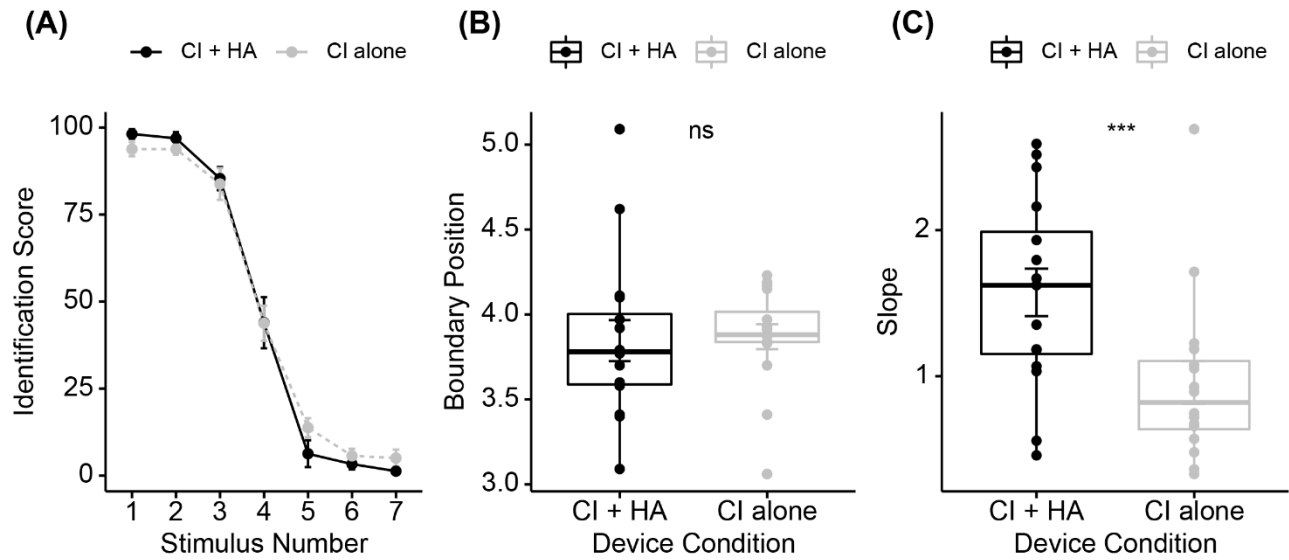 (A)
CI + HA
CI alone
Identification Score
100
75
50
25
0
1 2 3 4 5 6 7
Stimulus Number
(B)
CI + HA
CI alone
ns
Boundary Position
5.0
4.5
4.0
3.5
3.0
CI + HA CI alone
Device Condition
(C)
CI + HA
CI alone
***
Slope
2
1
CI + HA CI alone
Device Condition